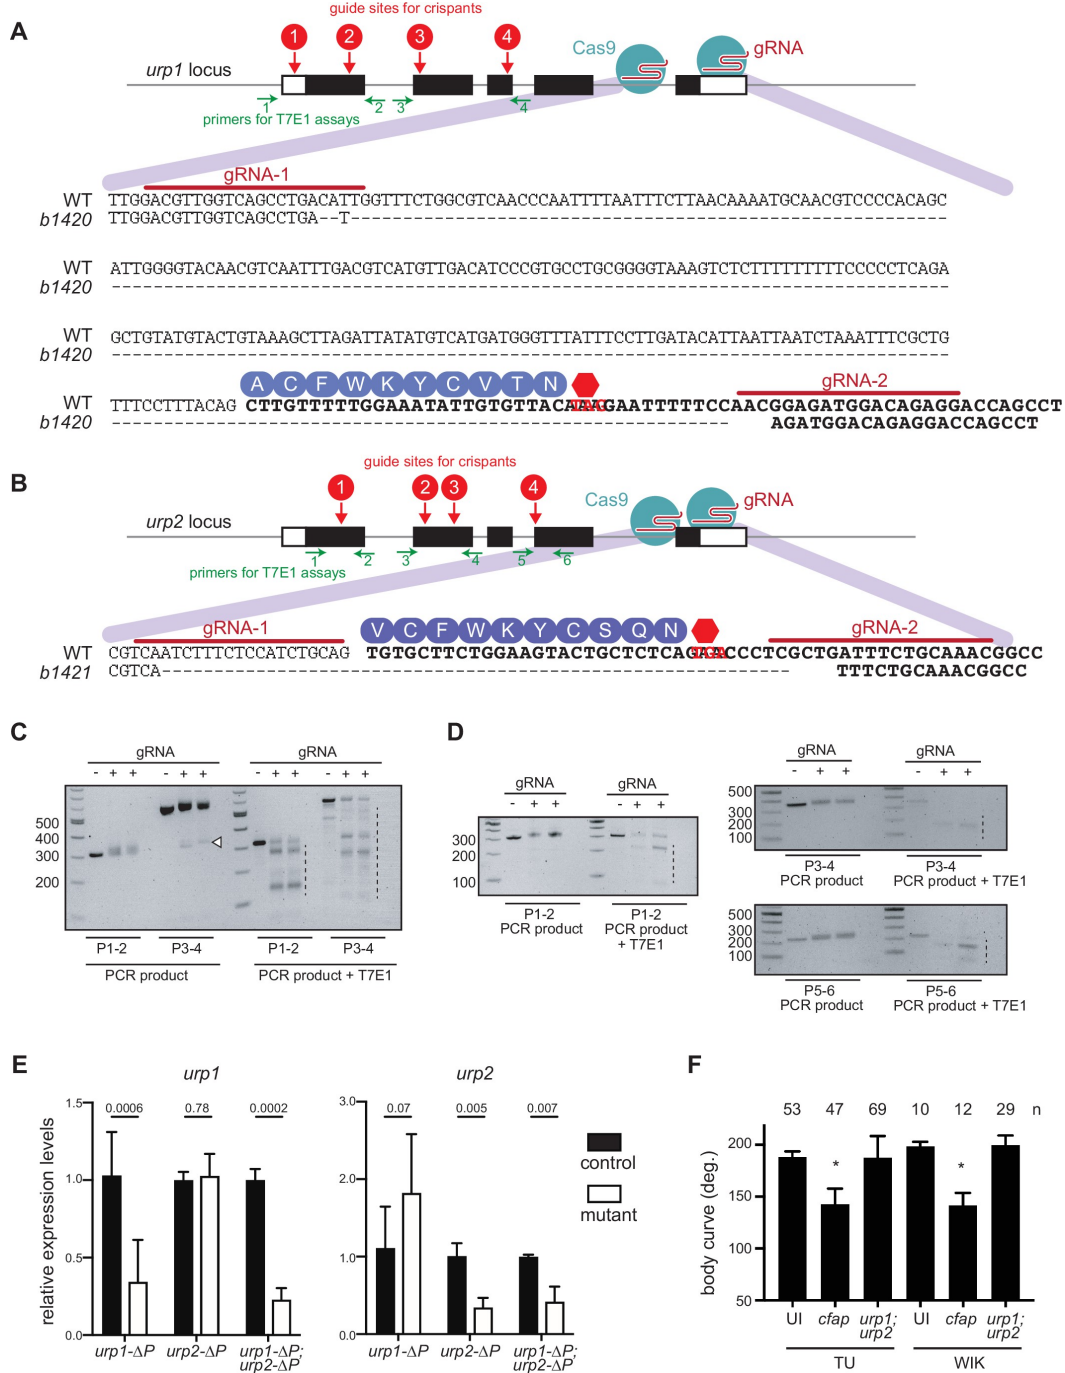 A
guide sites for crispants
1 2 3 4
Cas9
gRNA
urp1 locus
1 2 3 4
primers for T7E1 assays
gRNA-1
WT TTGGACGTTGGTCAGCCTGACATTGGTTTCTGGCGTCAACCCAATTTTAATTTCTTAACAAAATGCAACGTCCCCACAGC
b1420 TTGGACGTTGGTCAGCCTGA--T------------------------------------------------------
WT ATTGGGGTACAACGTCAATTTGACGTCATGTTGACATCCCGTGCCTGCGGGGTAAAGTCTCTTTTTTTTTCCCCCTCAGA
b1420 --------------------------------------------------------------------------------
WT GCTGTATGTACTGTAAAGCTTAGATTATATGTCATGATGGGTTTATTTCCTTGATACATTAATTAATCTAAATTTCGCTG
b1420 --------------------------------------------------------------------------------
A C F W K Y C V T N
gRNA-2
WT TTTCCTTTACAG CTTGTTTTTGGAAATATTGTGTTACAAATAGGAATTTTTCCAACGGAGATGGACAGAGGACCAGCCT
b1420 ------------------------------------------------------------ AGATGGACAGAGGACCAGCCT
B
guide sites for crispants
1 2 3 4
Cas9
gRNA
urp2 locus
1 2 3 4 5 6
primers for T7E1 assays
gRNA-1
V C F W K Y C S Q N
gRNA-2
WT CGTCAATCTTTCTCCATCTGCAG TGTGCTTCTGGAAGTACTGCTCTCAGAACTGACCCTCGCTGATTTCTGCAAACGGCC
b1421 CGTCA------------------------------------------------------------ TTTCTGCAAACGGCC
C
gRNA gRNA
- + + - + + - + + - + +
500
400
300
200
P1-2 P3-4 P1-2 P3-4
PCR product PCR product + T7E1
D
gRNA gRNA
- + + - + +
300
200
100
P1-2
PCR product
P1-2
PCR product
+ T7E1
gRNA gRNA
- + + - + +
500
300
200
100
P3-4
PCR product
P3-4
PCR product + T7E1
500
300
200
100
P5-6
PCR product
P5-6
PCR product + T7E1
E
urp1
relative expression levels
1.5
1.0
0.5
0.0
0.0006 0.78 0.0002
urp1-ΔP urp2-ΔP urp1-ΔP;
urp2-ΔP
urp2
3.0
2.0
1.0
0.0
0.07 0.005 0.007
urp1-ΔP urp2-ΔP urp1-ΔP;
urp2-ΔP
control
mutant
F
53 47 69 10 12 29 n
body curve (deg.)
200
150
100
50
* *
UI cfap urp1; UI cfap urp1;
urp2 urp2
TU WIK